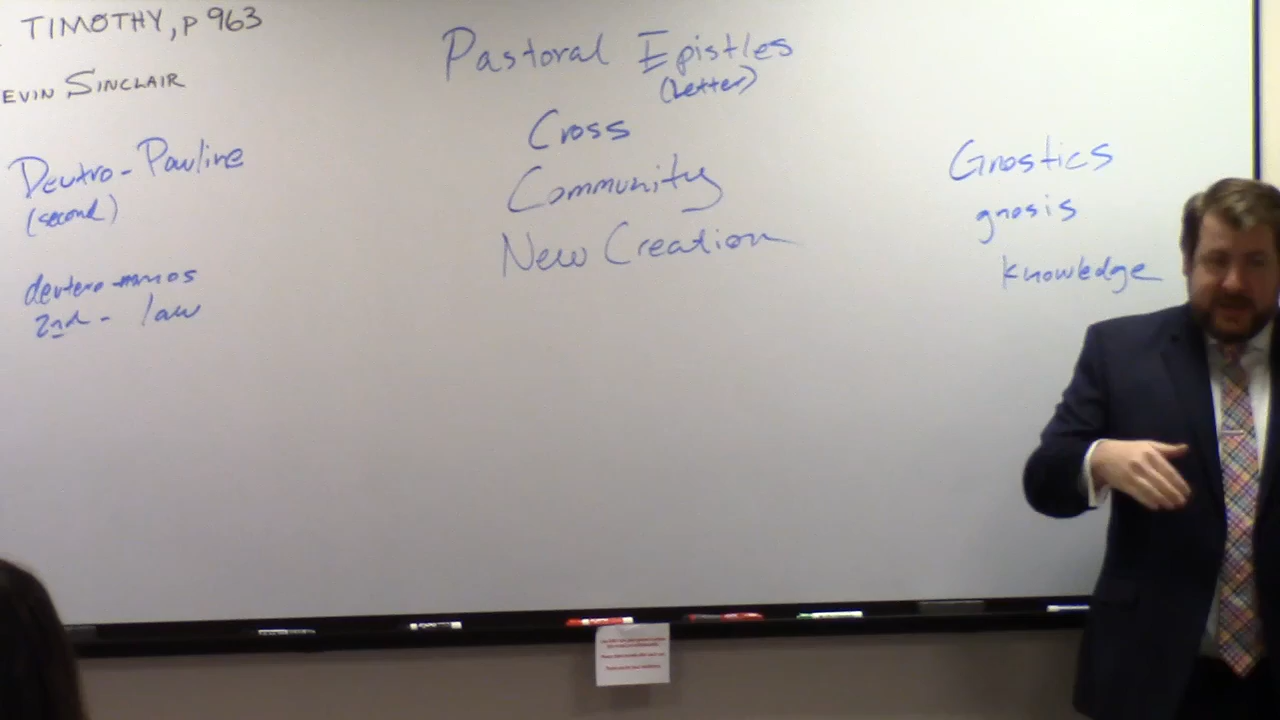 TIMOTHY, p 963
EVIN SINCLAIR
Deutro-Pauline
(second)
deutero-nomos
2nd - law
Pastoral Epistles
(Letter)
Cross
Community
New Creation
Gnostics
gnosis
knowledge